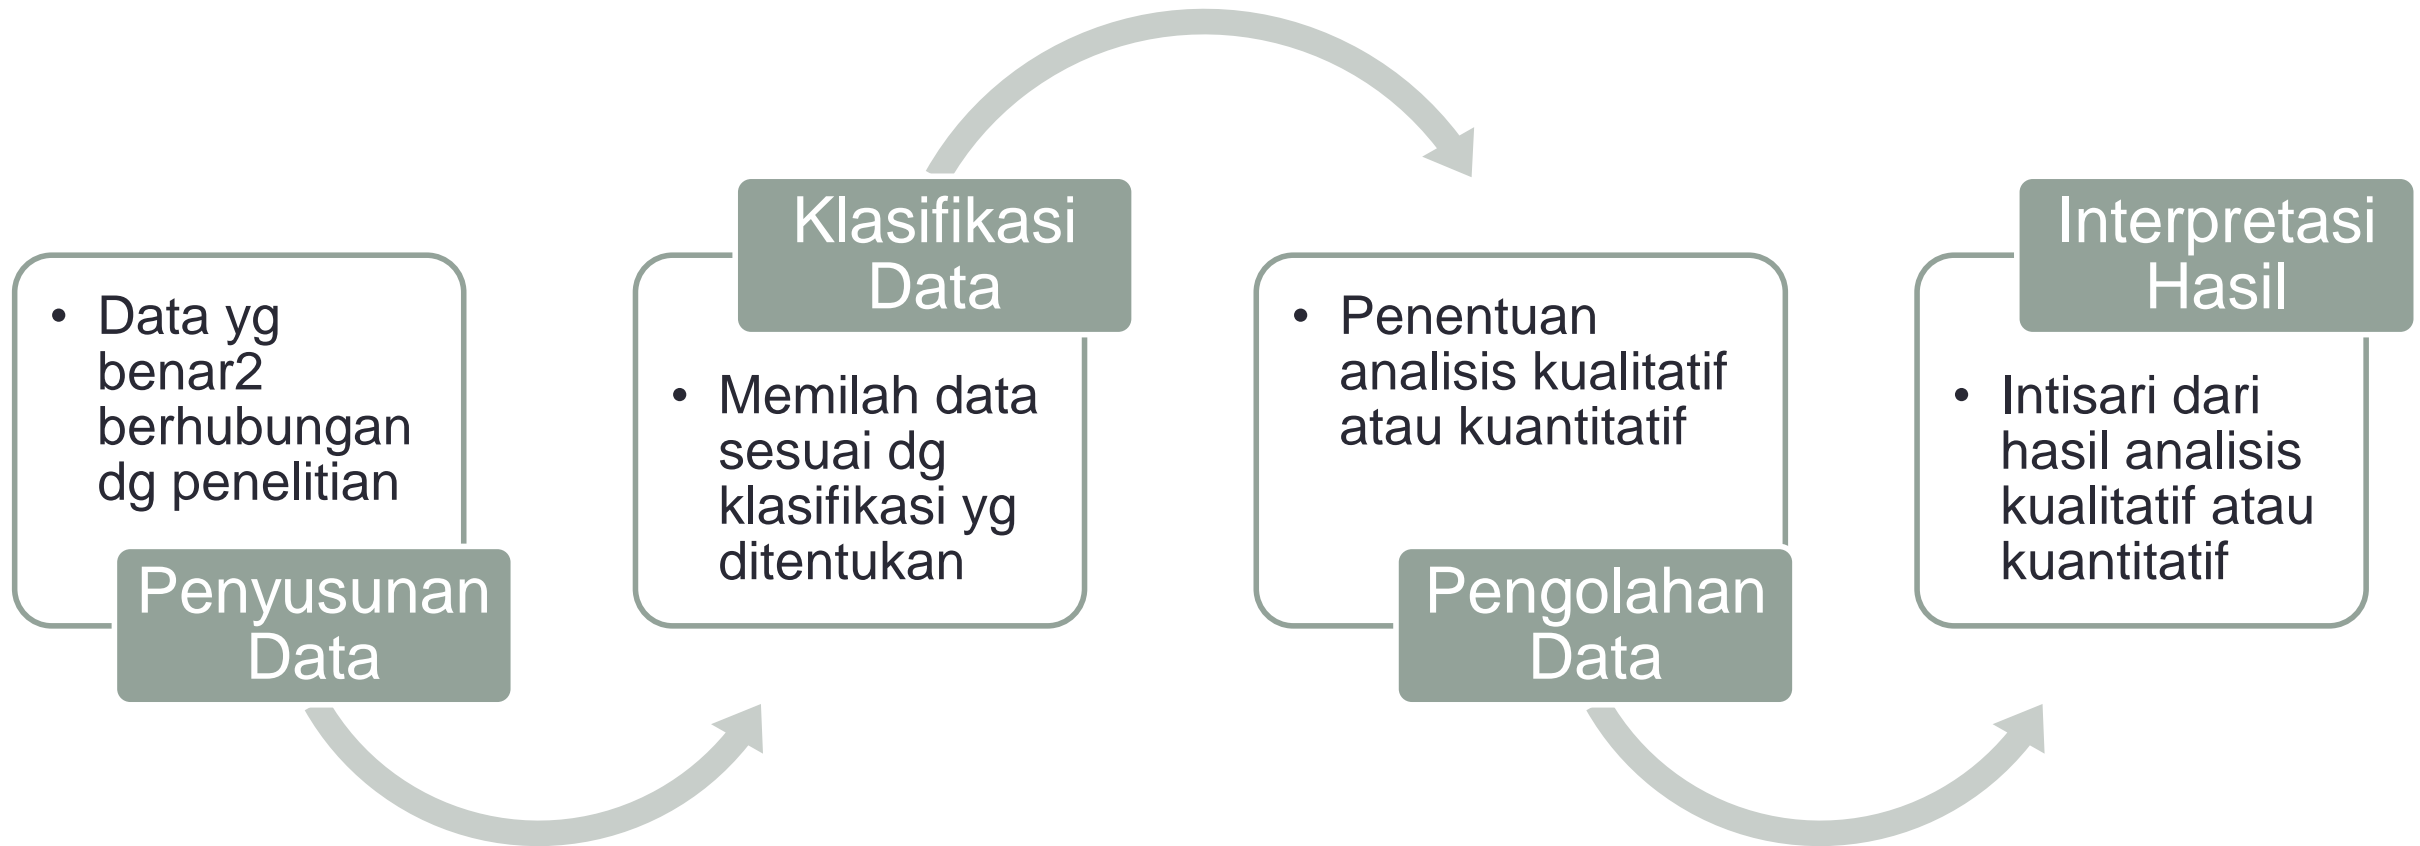 • Data yg
benar2
berhubungan
dg penelitian
Penyusunan
Data
Klasifikasi
Data
• Memilah data
sesuai dg
klasifikasi yg
ditentukan
• Penentuan
analisis kualitatif
atau kuantitatif
Pengolahan
Data
Interpretasi
Hasil
• Intisari dari
hasil analisis
kualitatif atau
kuantitatif